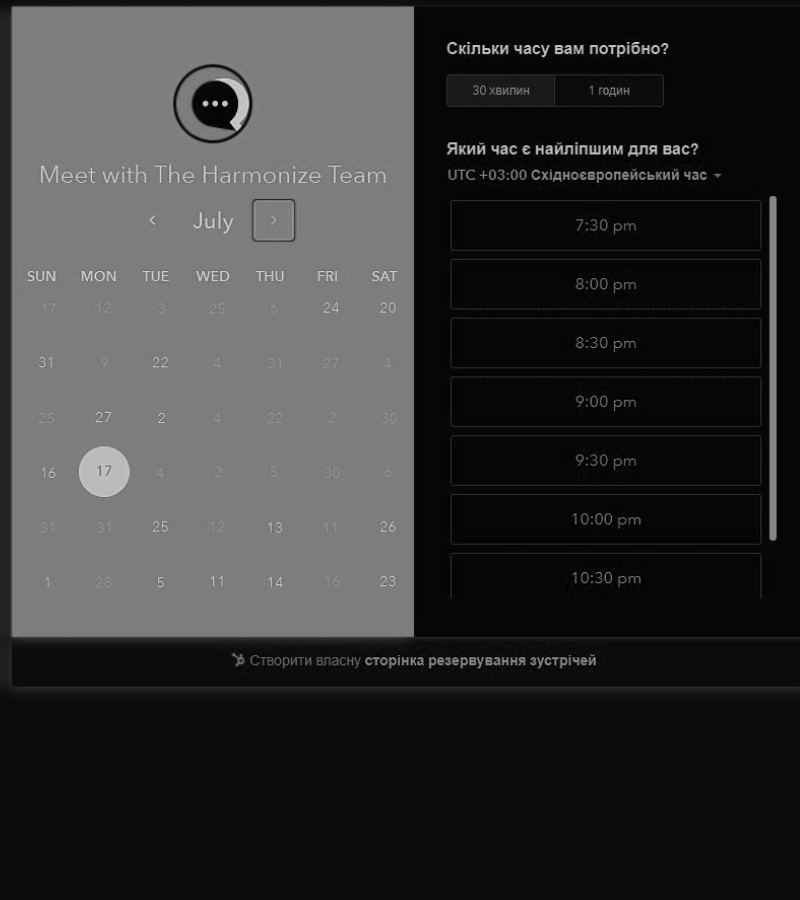 Meet with The Harmonize Team
July
SUN MON TUE WED THU FRI SAT
17 12 3 25 6 24 20
31 9 22 4 31 27 4
25 27 2 4 22 2 30
16 17 4 2 5 30 6
31 31 25 12 13 11 26
1 28 5 11 14 16 23
Скільки часу вам потрібно?
30 хвилин 1 годин
Який час є найліпшим для вас?
UTC +03:00 Східноєвропейський час
7:30 pm
8:00 pm
8:30 pm
9:00 pm
9:30 pm
10:00 pm
10:30 pm
Створити власну сторінка резервування зустрічей